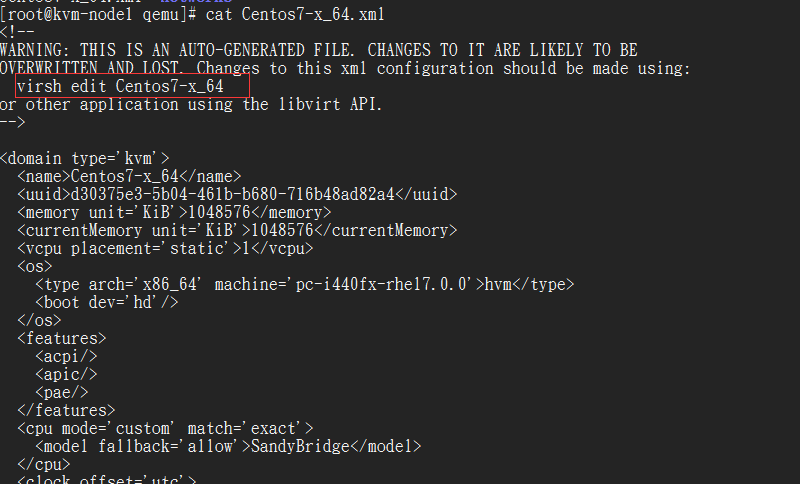 [root@kvm-node1 qemu]# cat Centos7-x_64.xml
<!--
WARNING: THIS IS AN AUTO-GENERATED FILE. CHANGES TO IT ARE LIKELY TO BE
OVERWRITTEN AND LOST. Changes to this xml configuration should be made using:
  virsh edit Centos7-x_64
or other application using the libvirt API.
-->

<domain type='kvm'>
  <name>Centos7-x_64</name>
  <uuid>d30375e3-5b04-461b-b680-716b48ad82a4</uuid>
  <memory unit='KiB'>1048576</memory>
  <currentMemory unit='KiB'>1048576</currentMemory>
  <vcpu placement='static'>1</vcpu>
  <os>
    <type arch='x86_64' machine='pc-i440fx-rhel7.0.0'>hvm</type>
    <boot dev='hd'/>
  </os>
  <features>
    <acpi/>
    <apic/>
    <pae/>
  </features>
  <cpu mode='custom' match='exact'>
    <model fallback='allow'>SandyBridge</model>
  </cpu>
  <clock offset='utc'>